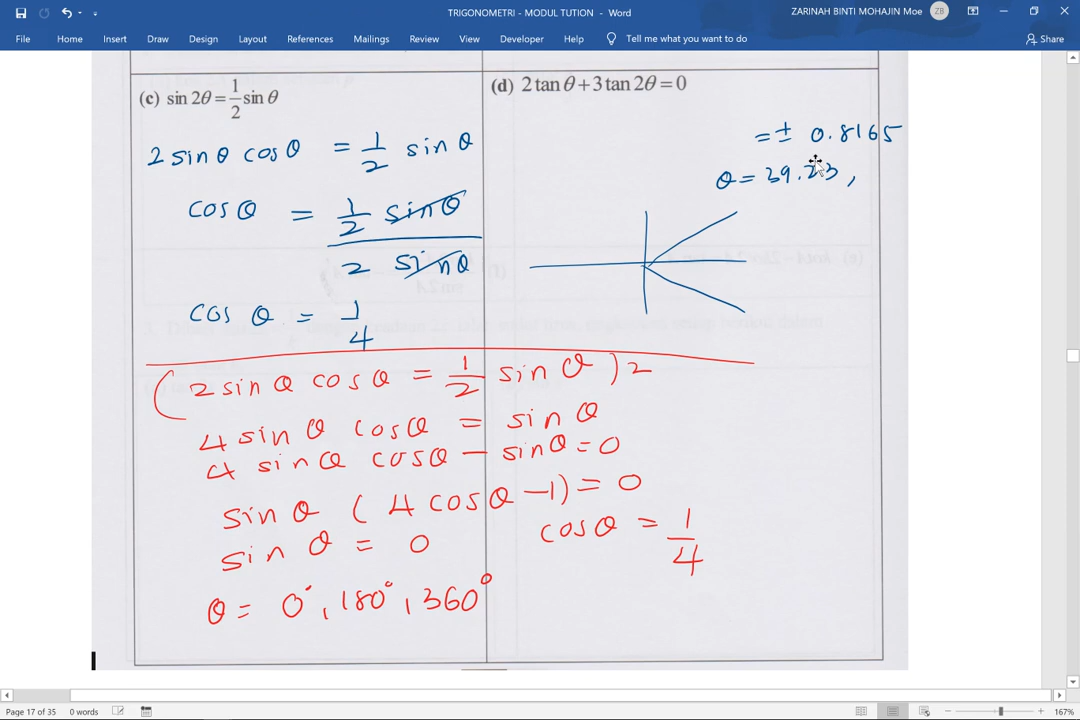 TRIGONOMETRI - MODUL TUTION - Word
ZARINAH BINTI MOHAJIN Moe ZB
File Home Insert Draw Design Layout References Mailings Review View Developer Help Tell me what you want to do Share
(c) sin 2θ = 1/2 sin θ
2 sin θ cos θ = 1/2 sin θ
cos θ = 1/2 sin θ / 2 sin θ
cos θ = 1/4
(2 sin θ cos θ = 1/2 sin θ) 2
4 sin θ cos θ = sin θ
4 sin θ cos θ - sin θ = 0
sin θ (4 cos θ - 1) = 0
sin θ = 0
cos θ = 1/4
θ = 0°, 180°, 360°
(d) 2 tan θ + 3 tan 2θ = 0
= ± 0.8165
θ = 39.23,
Page 17 of 35 0 words 167%